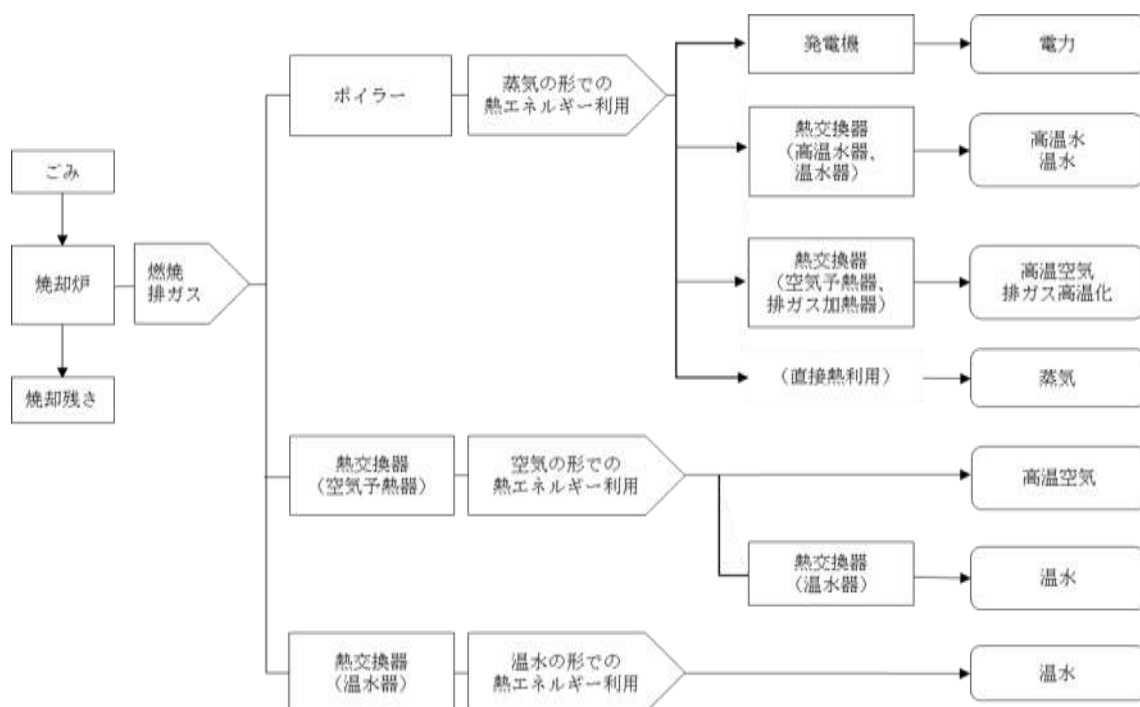 ごみ
焼却炉
焼却残さ
燃焼
排ガス
ボイラー
蒸気の形での
熱エネルギー利用
発電機
電力
熱交換器
（高温水器、
温水器）
高温水
温水
熱交換器
（空気予熱器、
排ガス加熱器）
高温空気
排ガス高温化
（直接熱利用）
蒸気
熱交換器
（空気予熱器）
空気の形での
熱エネルギー利用
高温空気
熱交換器
（温水器）
温水
熱交換器
（温水器）
温水の形での
熱エネルギー利用
温水